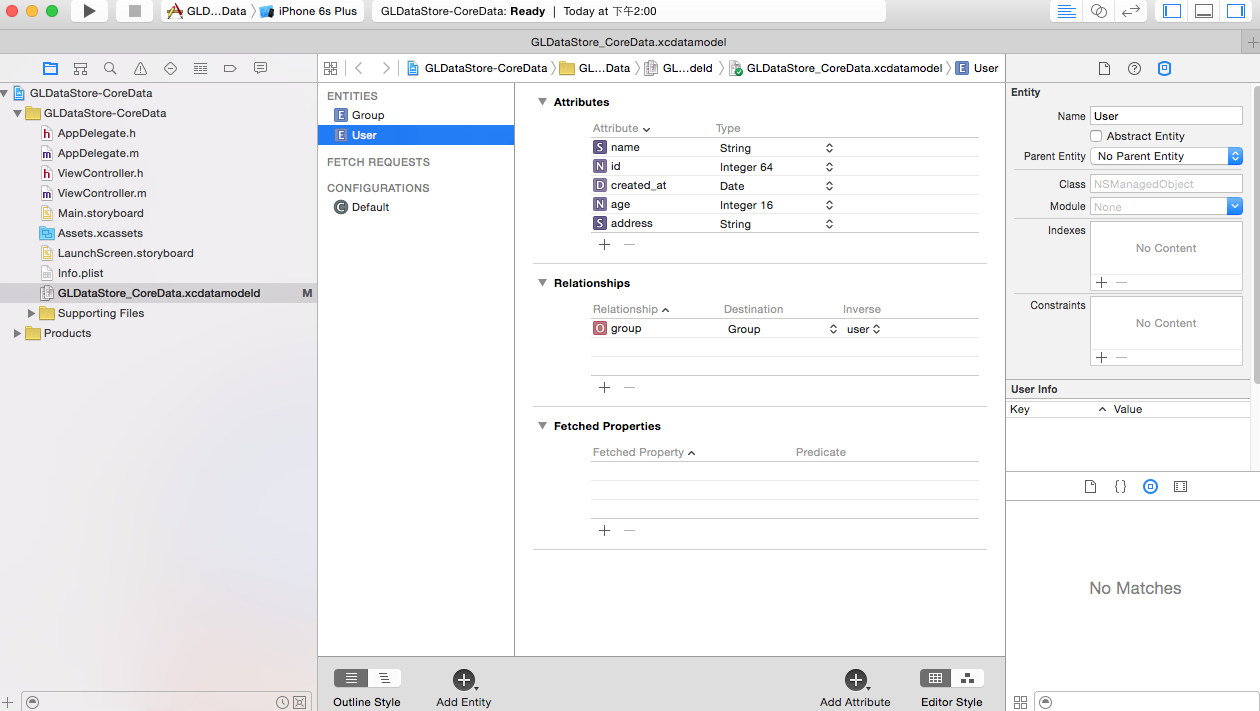 GLD...Data iPhone 6s Plus GLDataStore-CoreData: Ready | Today at 下午2:00
GLDataStore_CoreData.xcdatamodel
GLDataStore-CoreData GL...Data GL...deld GLDataStore_CoreData.xcdatamodel E User
GLDataStore-CoreData
GLDataStore-CoreData
h AppDelegate.h
m AppDelegate.m
h ViewController.h
m ViewController.m
Main.storyboard
Assets.xcassets
LaunchScreen.storyboard
Info.plist
GLDataStore_CoreData.xcdatamodeld M
Supporting Files
Products
ENTITIES
E Group
E User
FETCH REQUESTS
CONFIGURATIONS
C Default
Attributes
Attribute Type
S name String
N id Integer 64
D created_at Date
N age Integer 16
S address String
Relationships
Relationship Destination Inverse
O group Group user
Fetched Properties
Fetched Property Predicate
Outline Style Add Entity Add Attribute Editor Style
Entity
Name User
Abstract Entity
Parent Entity No Parent Entity
Class NSManagedObject
Module None
Indexes
No Content
Constraints
No Content
User Info
Key Value
{}
No Matches